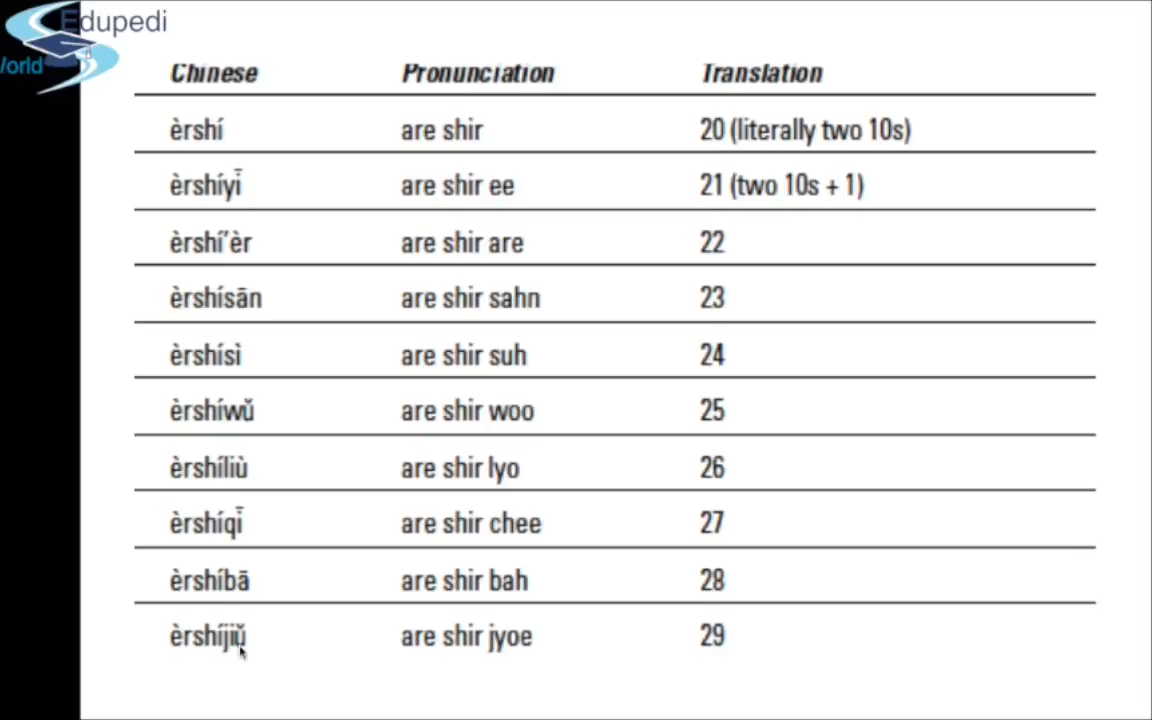 Edupedi
World
Chinese Pronunciation Translation
èrshí are shir 20 (literally two 10s)
èrshíyī are shir ee 21 (two 10s + 1)
èrshí'èr are shir are 22
èrshísān are shir sahn 23
èrshísì are shir suh 24
èrshíwǔ are shir woo 25
èrshíliù are shir lyo 26
èrshíqī are shir chee 27
èrshíbā are shir bah 28
èrshíjiǔ are shir jyoe 29